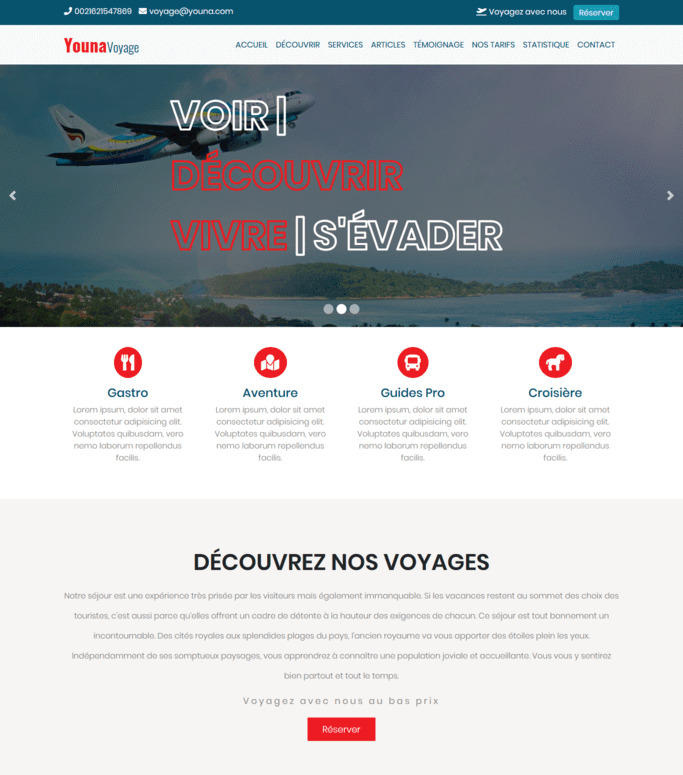 0021621547869 voyage@youna.com Voyagez avec nous Réserver
YounaVoyage ACCUEIL DÉCOUVRIR SERVICES ARTICLES TÉMOIGNAGE NOS TARIFS STATISTIQUE CONTACT
VOIR|
DÉCOUVRIR
VIVRE | S'ÉVADER
Gastro
Lorem ipsum, dolor sit amet
consectetur adipisicing elit.
Voluptates quibusdam, vero
nemo laborum repellendus
facilis.
Aventure
Lorem ipsum, dolor sit amet
consectetur adipisicing elit.
Voluptates quibusdam, vero
nemo laborum repellendus
facilis.
Guides Pro
Lorem ipsum, dolor sit amet
consectetur adipisicing elit.
Voluptates quibusdam, vero
nemo laborum repellendus
facilis.
Croisière
Lorem ipsum, dolor sit amet
consectetur adipisicing elit.
Voluptates quibusdam, vero
nemo laborum repellendus
facilis.
DÉCOUVREZ NOS VOYAGES
Notre séjour est une expérience très prisée par les visiteurs mais également immanquable. Si les vacances restent au sommet des choix des
touristes, c'est aussi parce qu'elles offrent un cadre de détente à la hauteur des exigences de chacun. Ce séjour est tout bonnement un
incontournable. Des cités royales aux splendides plages du pays, l'ancien royaume va vous apporter des étoiles plein les yeux.
Indépendamment de ses somptueux paysages, vous apprendrez à connaître une population joviale et accueillante. Vous vous y sentirez
bien partout et tout le temps.
Voyagez avec nous au bas prix
Réserver